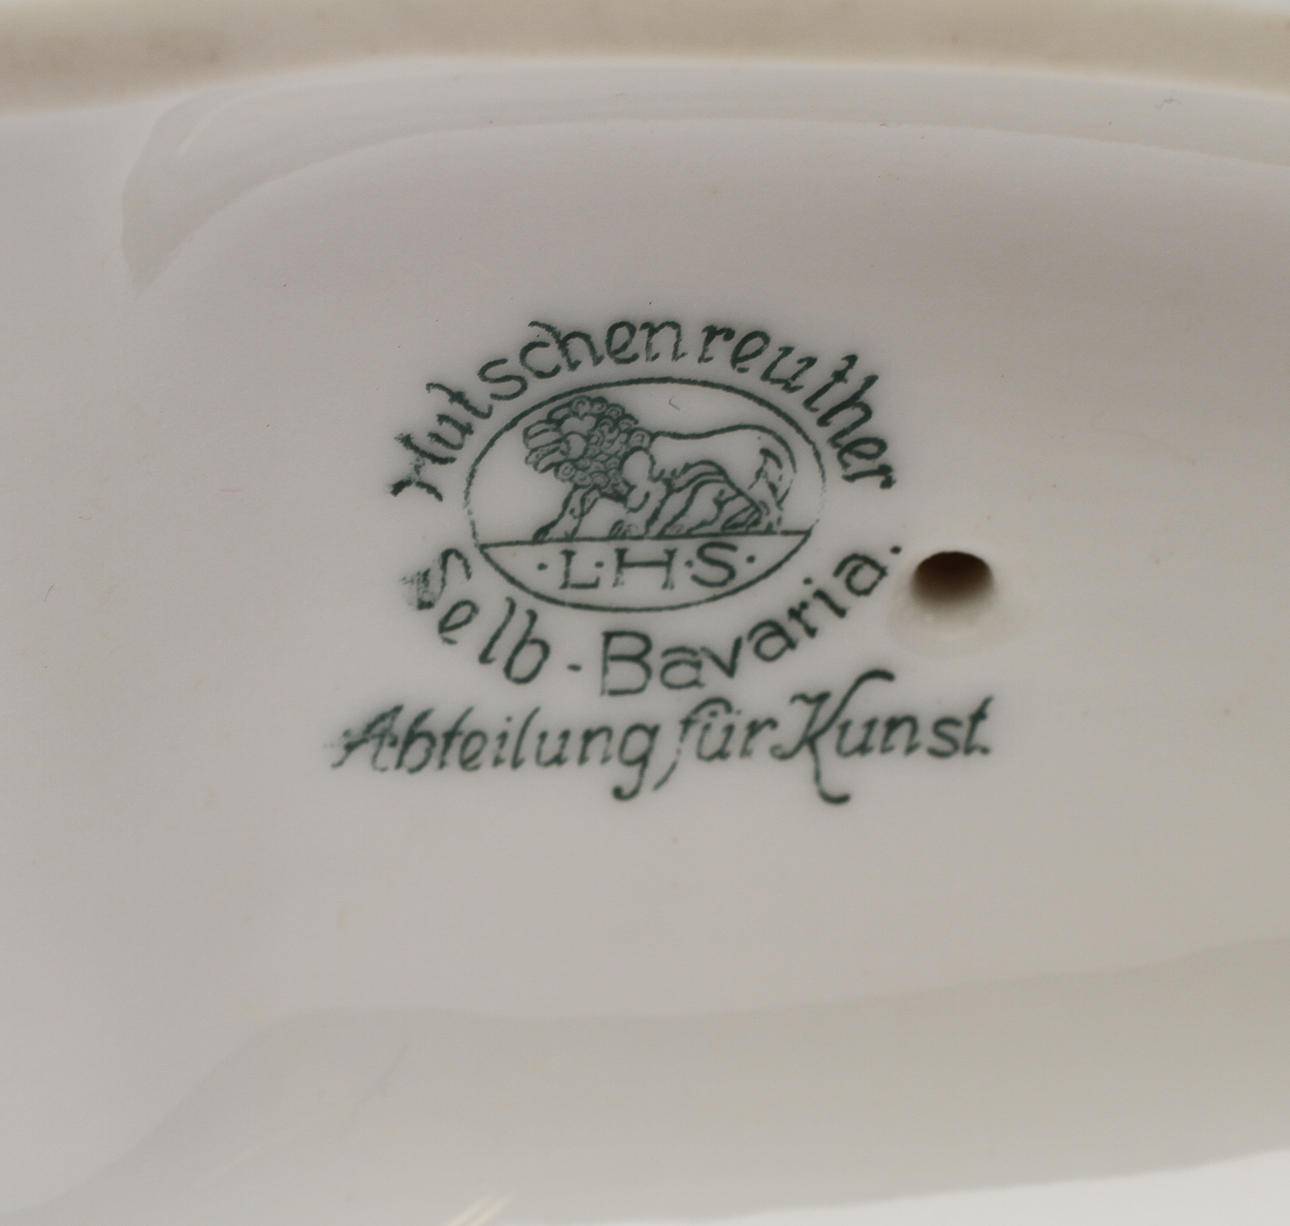 Hutschenreuther
·L·H·S·
Selb-Bavaria.
Abteilung für Kunst.